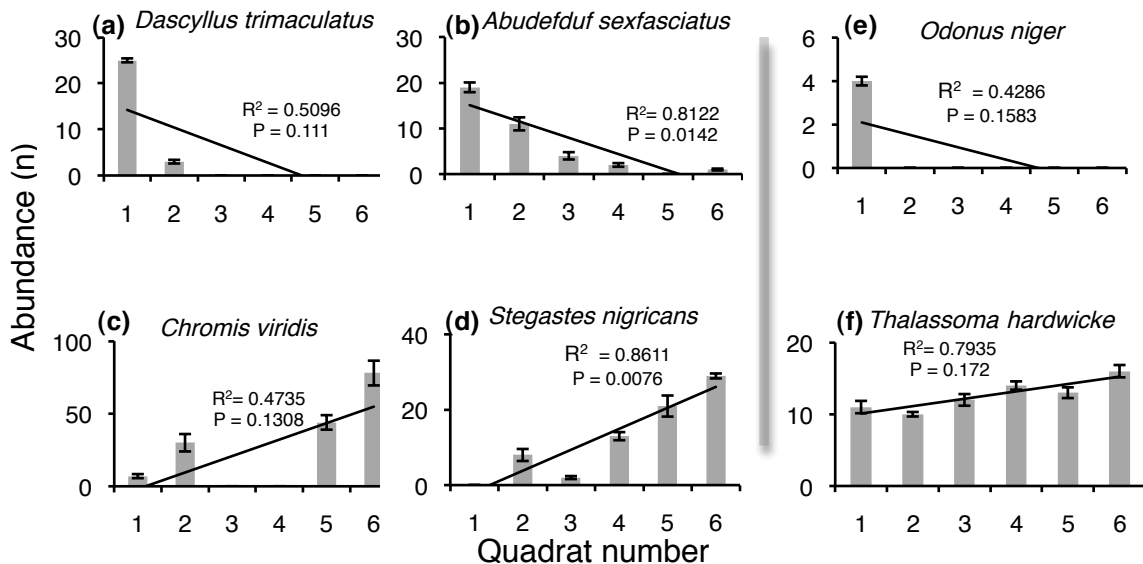 (a) Dascyllus trimaculatus
30
20
10
0
R² = 0.5096
P = 0.111
1 2 3 4 5 6
(b) Abudefduf sexfasciatus
30
20
10
0
R²= 0.8122
P = 0.0142
1 2 3 4 5 6
(e) Odonus niger
6
4
2
0
R² = 0.4286
P = 0.1583
1 2 3 4 5 6
Abundance (n)
(c) Chromis viridis
100
50
0
R²= 0.4735
P = 0.1308
1 2 3 4 5 6
(d) Stegastes nigricans
40
20
0
R² = 0.8611
P = 0.0076
1 2 3 4 5 6
(f) Thalassoma hardwicke
20
10
0
R²= 0.7935
P = 0.172
1 2 3 4 5 6
Quadrat number